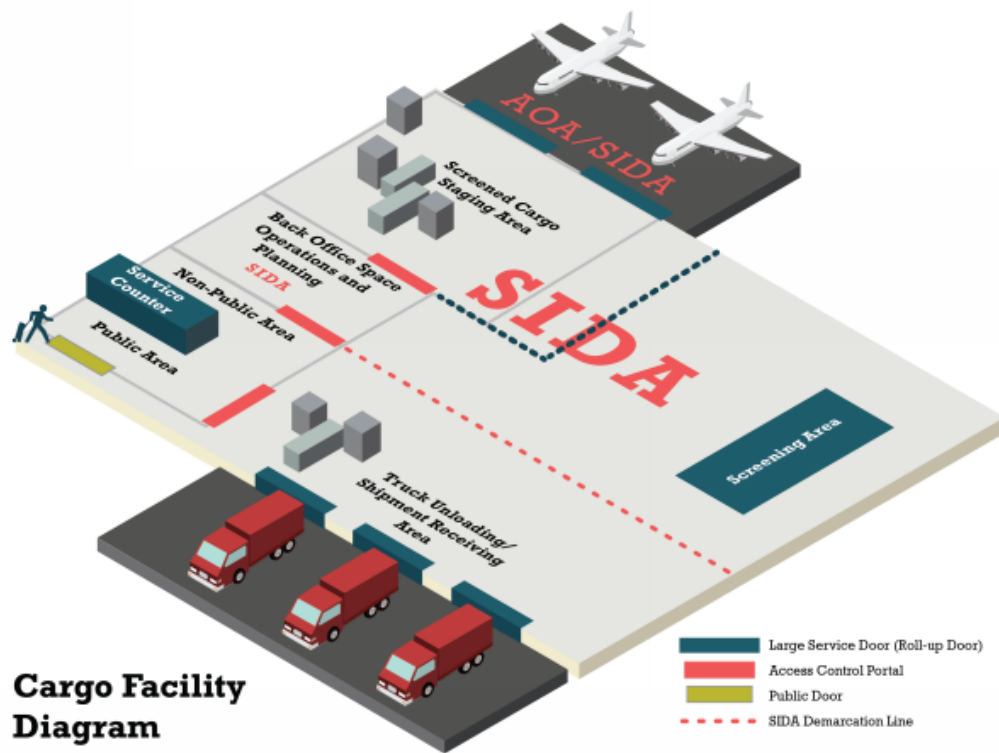 AOA/SIDA
Screened Cargo
Staging Area
Back Office Space
Operations and
Planning
SIDA
SIDA
Service
Counter
Non-Public Area
Public Area
Screening Area
Truck Unloading/
Shipment Receiving
Area
Cargo Facility
Diagram
Large Service Door (Roll-up Door)
Access Control Portal
Public Door
SIDA Demarcation Line